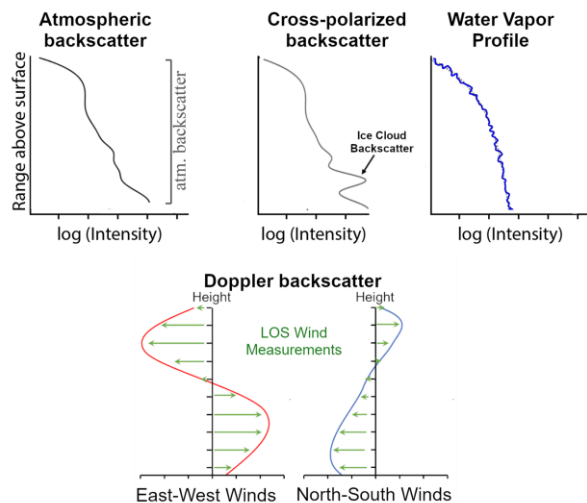 Atmospheric
backscatter
Cross-polarized
backscatter
Water Vapor
Profile
Range above surface
atm. backscatter
Ice Cloud
Backscatter
log (Intensity)
log (Intensity)
log (Intensity)
Doppler backscatter
Height
Height
LOS Wind
Measurements
East-West Winds
North-South Winds